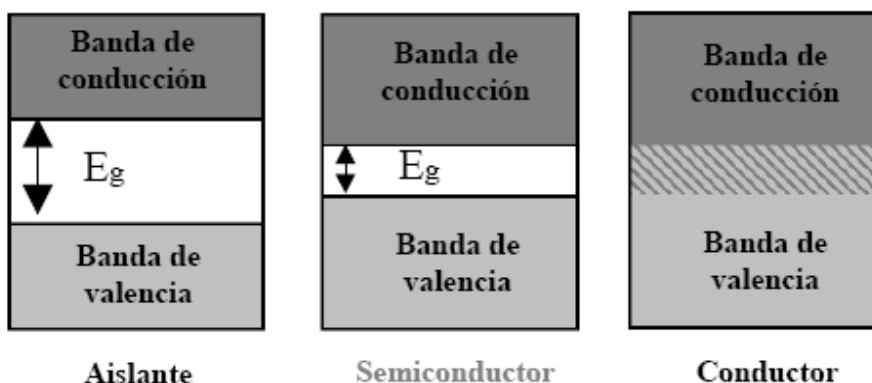 Banda de
conducción
Eg
Banda de
valencia
Aislante
Banda de
conducción
Eg
Banda de
valencia
Semiconductor
Banda de
conducción
Banda de
valencia
Conductor